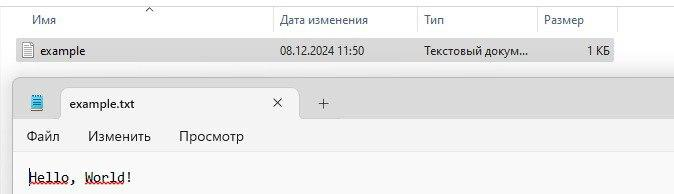 Имя Дата изменения Тип Размер
example 08.12.2024 11:50 Текстовый докум... 1 КБ
example.txt
Файл Изменить Просмотр
Hello, World!